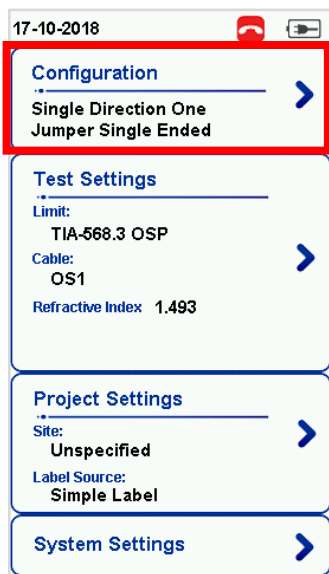 17-10-2018
Configuration
Single Direction One
Jumper Single Ended
Test Settings
Limit:
TIA-568.3 OSP
Cable:
OS1
Refractive Index 1.493
Project Settings
Site:
Unspecified
Label Source:
Simple Label
System Settings